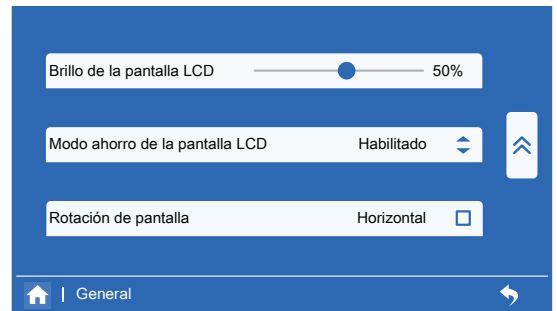 Brillo de la pantalla LCD 50%
Modo ahorro de la pantalla LCD Habilitado
Rotación de pantalla Horizontal
General